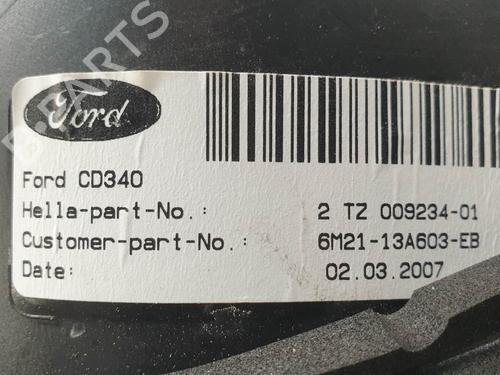 Ford
Ford CD340
Hella-part-No.: 2 TZ 009234-01
Customer-part-No.: 6M21-13A603-EB
Date: 02.03.2007
B-PARTS